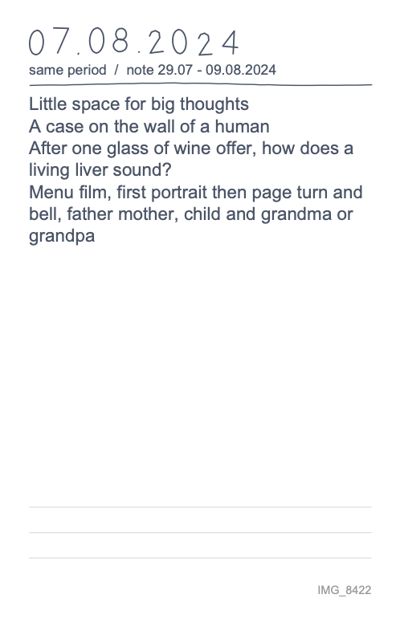 07.08.2024
same period / note 29.07 - 09.08.2024
Little space for big thoughts
A case on the wall of a human
After one glass of wine offer, how does a
living liver sound?
Menu film, first portrait then page turn and
bell, father mother, child and grandma or
grandpa
IMG_8422